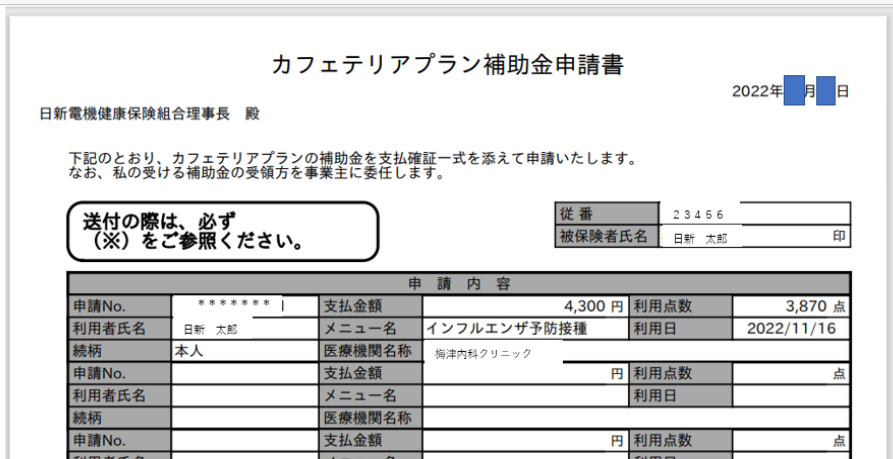 カフェテリアプラン補助金申請書
2022年 月 日
日新電機健康保険組合理事長 殿
下記のとおり、カフェテリアプランの補助金を支払確証一式を添えて申請いたします。
なお、私の受ける補助金の受領方を事業主に委任します。
送付の際は、必ず
(※)をご参照ください。
従番 23456
被保険者氏名 日新 太郎 印
申請内容
申請No. ******* 支払金額 4,300 円 利用点数 3,870 点
利用者氏名 日新 太郎 メニュー名 インフルエンザ予防接種 利用日 2022/11/16
続柄 本人 医療機関名称 梅津内科クリニック
申請No. 支払金額 円 利用点数 点
利用者氏名 メニュー名 利用日
続柄 医療機関名称
申請No. 支払金額 円 利用点数 点